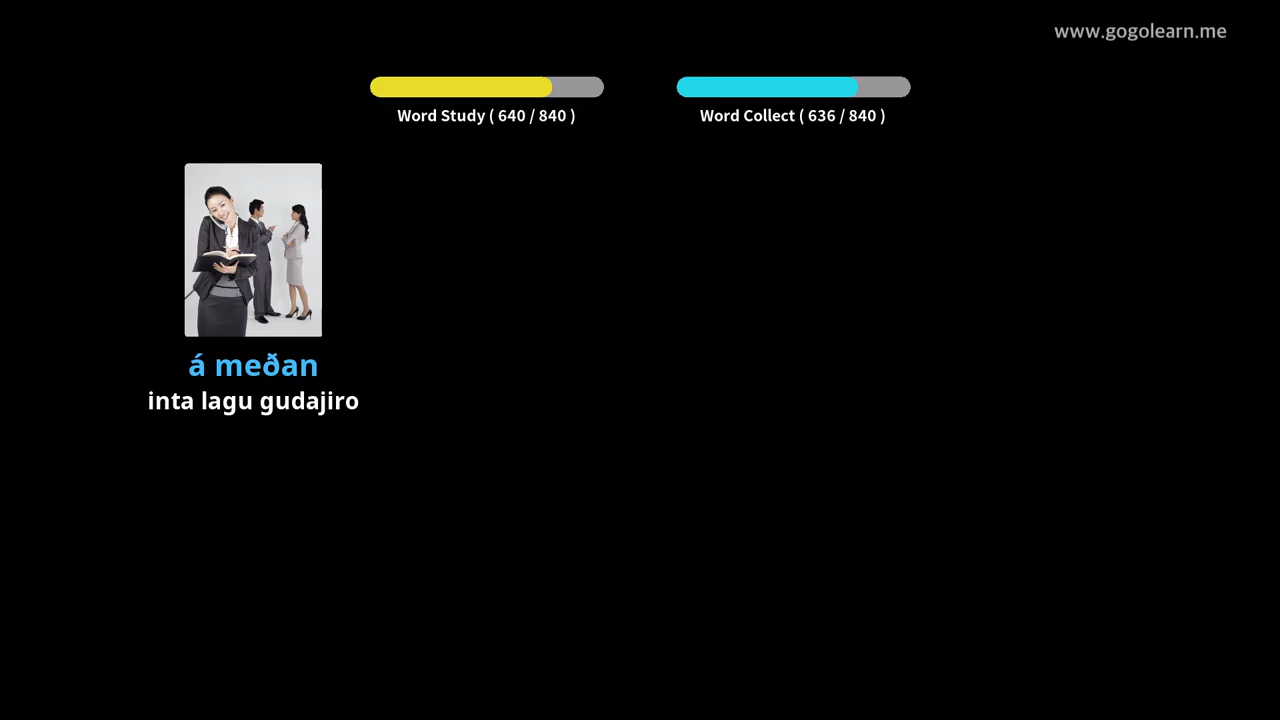 www.gogolearn.me
Word Study ( 640 / 840 )
Word Collect ( 636 / 840 )
á meðan
inta lagu gudajiro